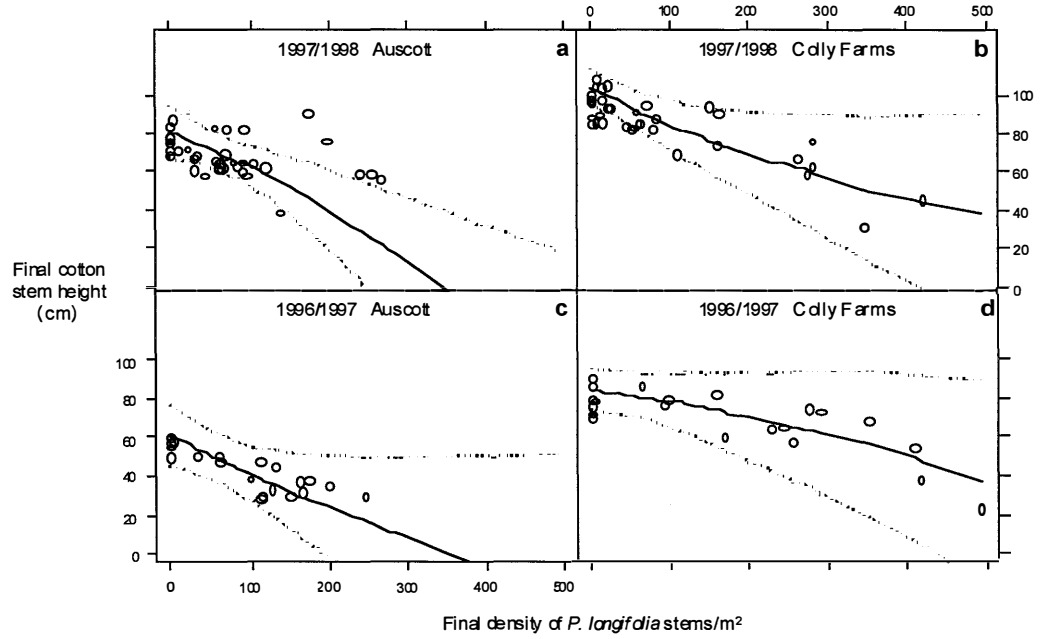 0 100 200 300 400 500
1997/1998 Auscott a
1997/1998 Colly Farms b
100
80
60
40
20
0
Final cotton
stem height
(cm)
1996/1997 Auscott c
1996/1997 Colly Farms d
100
80
60
40
20
0
0 100 200 300 400 500
Final density of P. longifolia stems/m²